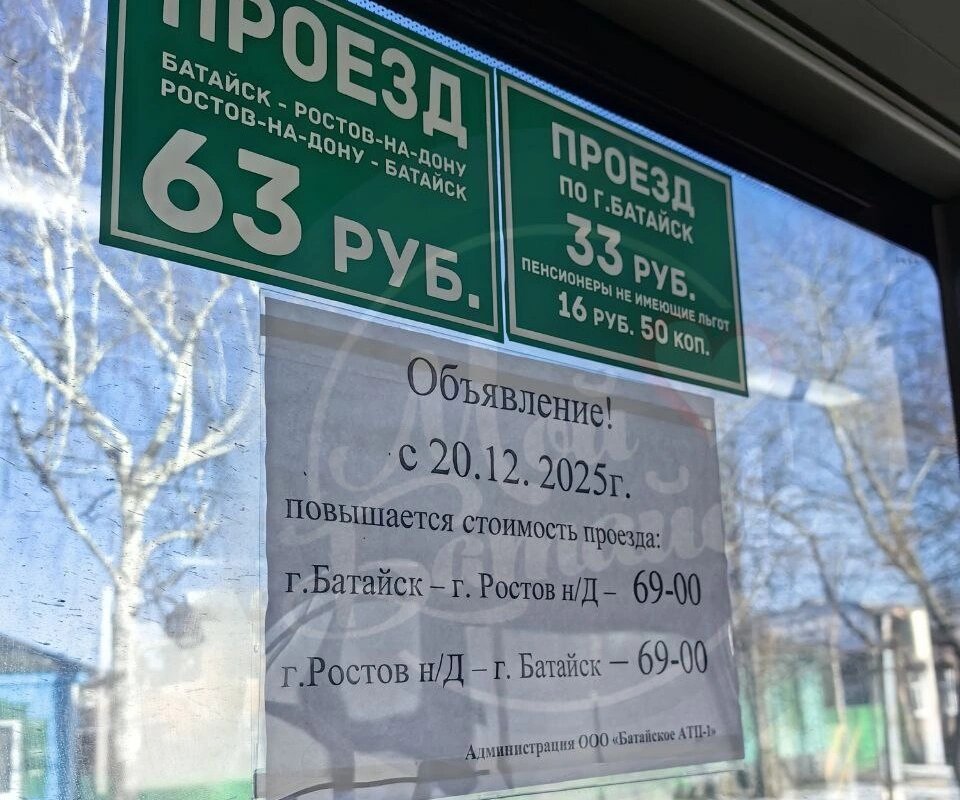 ПРОЕЗД
БАТАЙСК - РОСТОВ-НА-ДОНУ
РОСТОВ-НА-ДОНУ - БАТАЙСК
63 РУБ.
ПРОЕЗД
ПО Г.БАТАЙСК
33 РУБ.
ПЕНСИОНЕРЫ НЕ ИМЕЮЩИЕ ЛЬГОТ
16 РУБ. 50 КОП.
Объявление!
с 20.12. 2025г.
повышается стоимость проезда:
г.Батайск – г. Ростов н/Д – 69-00
г.Ростов н/Д – г. Батайск – 69-00
Администрация ООО «Батайское АТП-1»
Мой
Батайск